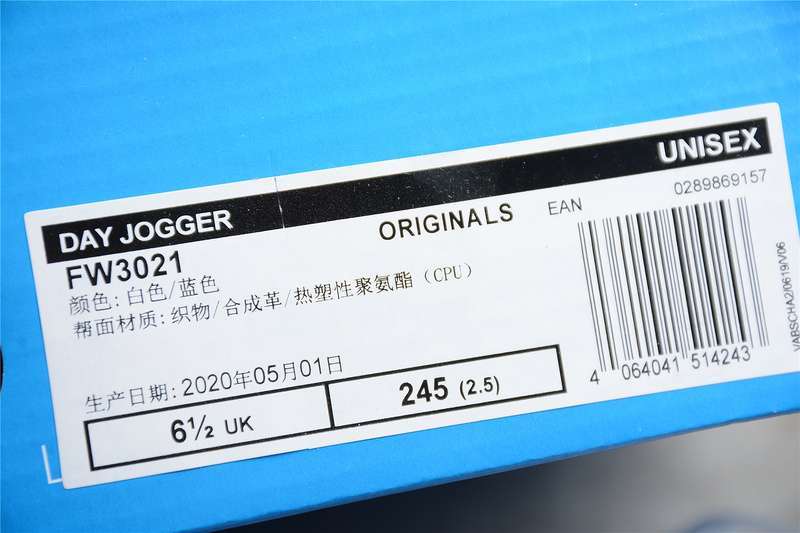 UNISEX
DAY JOGGER
0289869157
ORIGINALS EAN
FW3021
颜色: 白色/蓝色
帮面材质: 织物/合成革/热塑性聚氨酯(CPU)
生产日期: 2020年05月01日
6½ UK
245 (2.5)
4 064041 514243
VABSCHA2/0619/V06